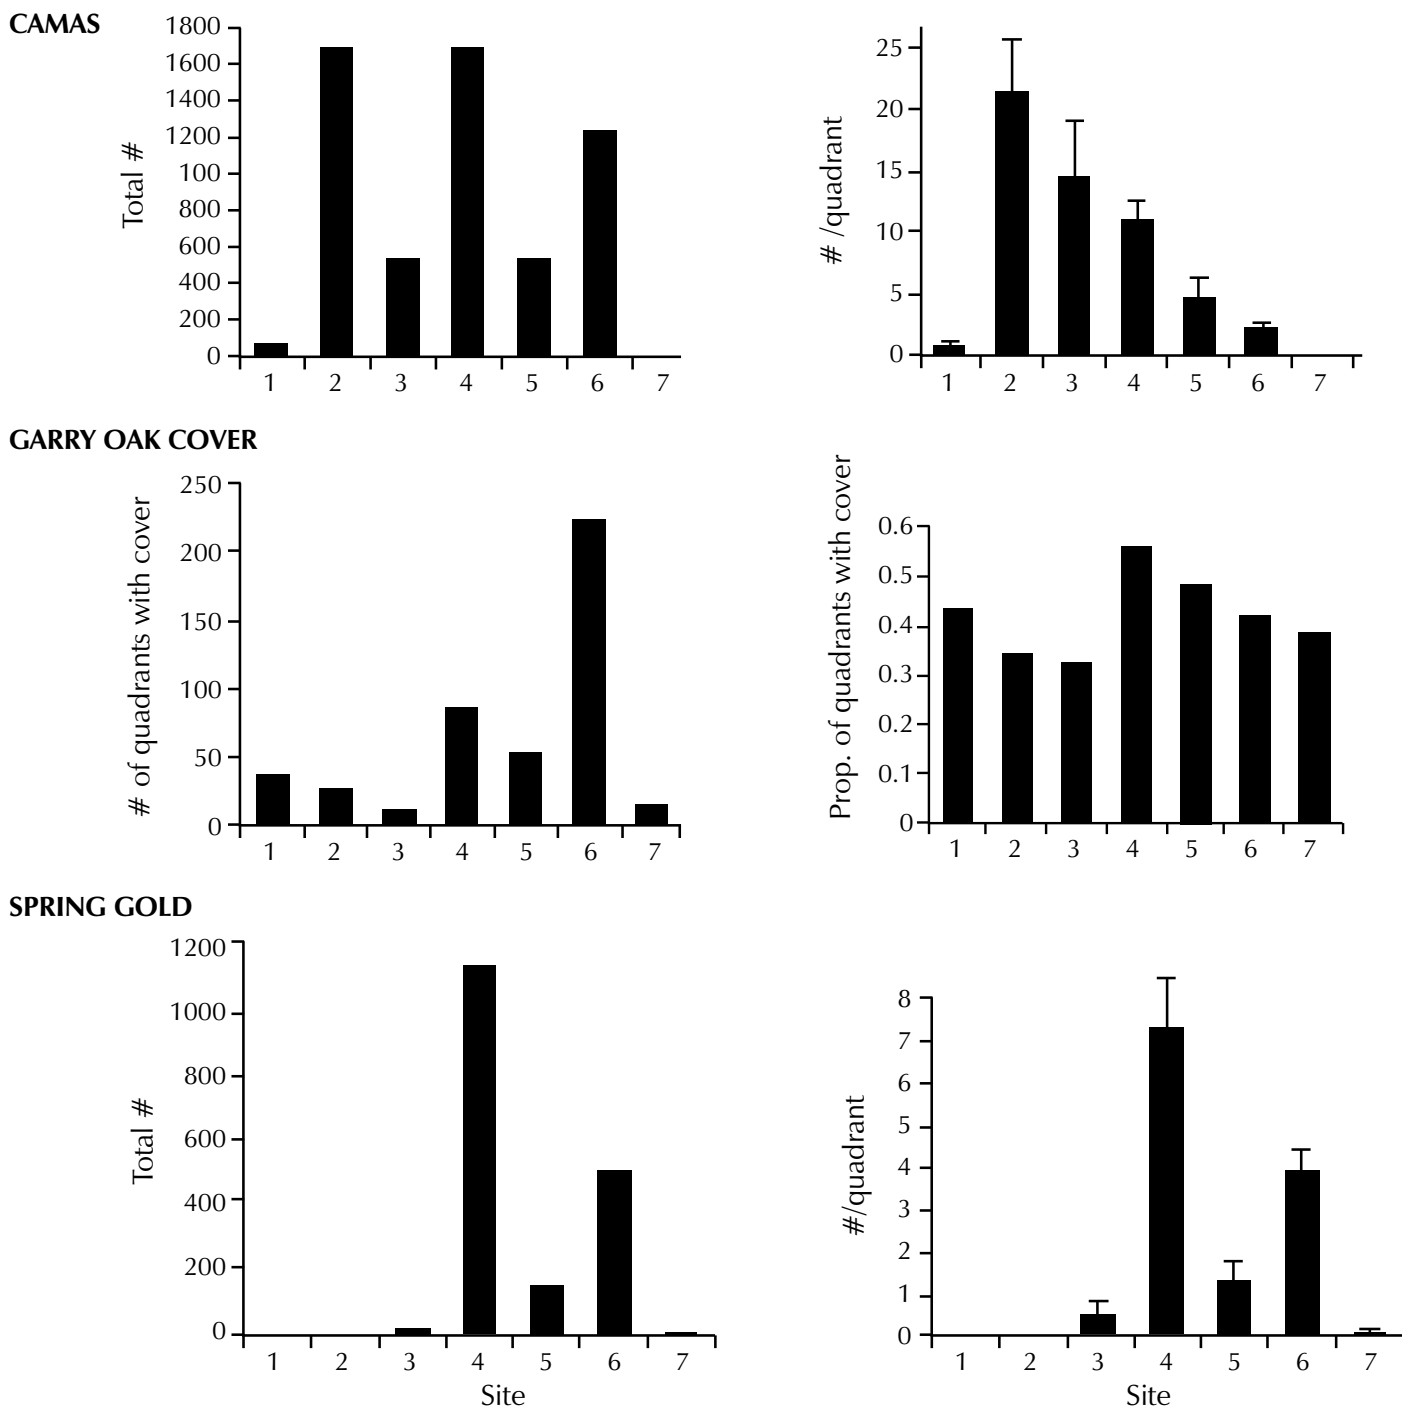 CAMAS
Total #
1800
1600
1400
1200
100
800
600
400
200
0
1 2 3 4 5 6 7
# /quadrant
25
20
15
10
5
0
1 2 3 4 5 6 7
GARRY OAK COVER
# of quadrants with cover
250
200
150
100
50
0
1 2 3 4 5 6 7
Prop. of quadrants with cover
0.6
0.5
0.4
0.3
0.2
0.1
0
1 2 3 4 5 6 7
SPRING GOLD
Total #
1200
1000
800
600
400
200
0
1 2 3 4 5 6 7
Site
#/quadrant
8
7
6
5
4
3
2
1
0
1 2 3 4 5 6 7
Site